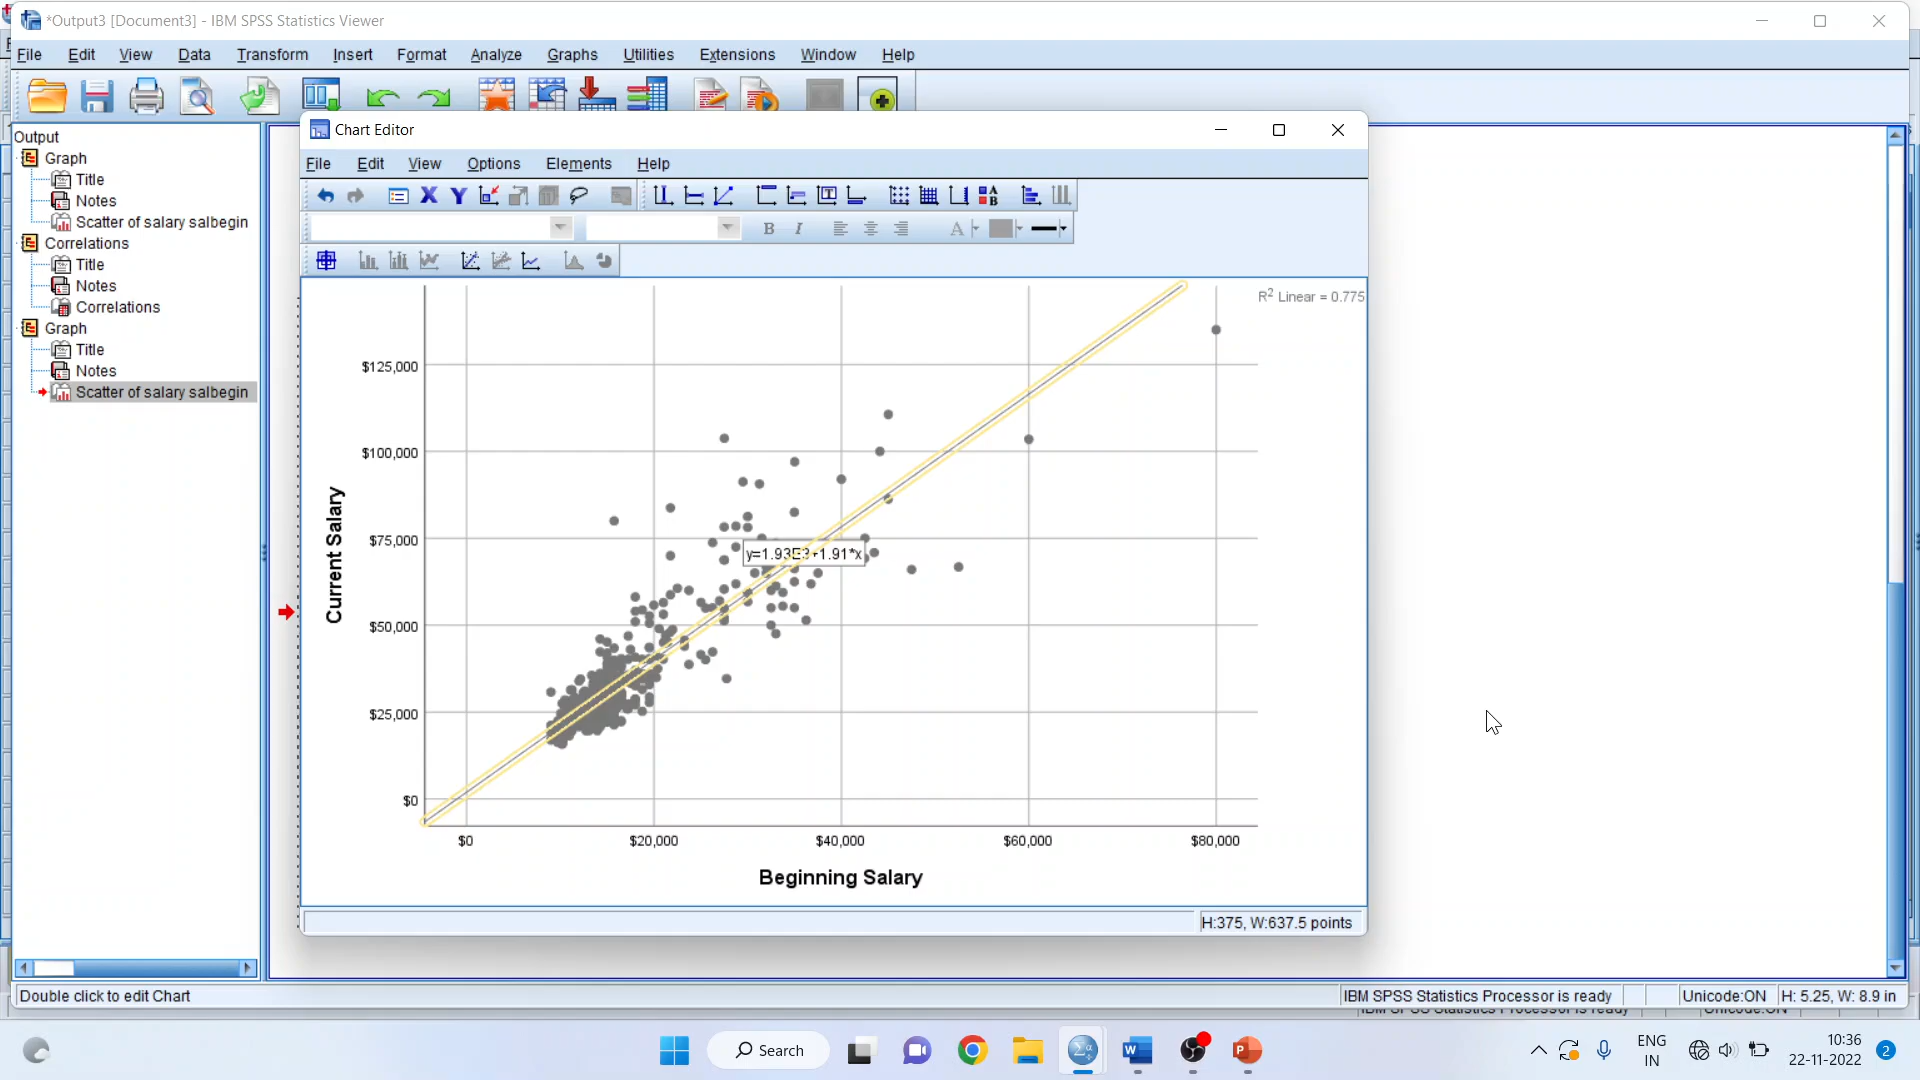 *Output3 [Document3] - IBM SPSS Statistics Viewer
File Edit View Data Transform Insert Format Analyze Graphs Utilities Extensions Window Help
Output
Graph
Title
Notes
Scatter of salary salbegin
Correlations
Title
Notes
Correlations
Graph
Title
Notes
Scatter of salary salbegin
Chart Editor
File Edit View Options Elements Help
X Y
B I A
R² Linear = 0.775
$125,000
$100,000
$75,000
$50,000
$25,000
$0
Current Salary
y=1.93E3+1.91*x
$0 $20,000 $40,000 $60,000 $80,000
Beginning Salary
H:375, W:637.5 points
Double click to edit Chart
IBM SPSS Statistics Processor is ready Unicode:ON H: 5.25, W: 8.9 in
Search
ENG
IN
10:36
22-11-2022
2